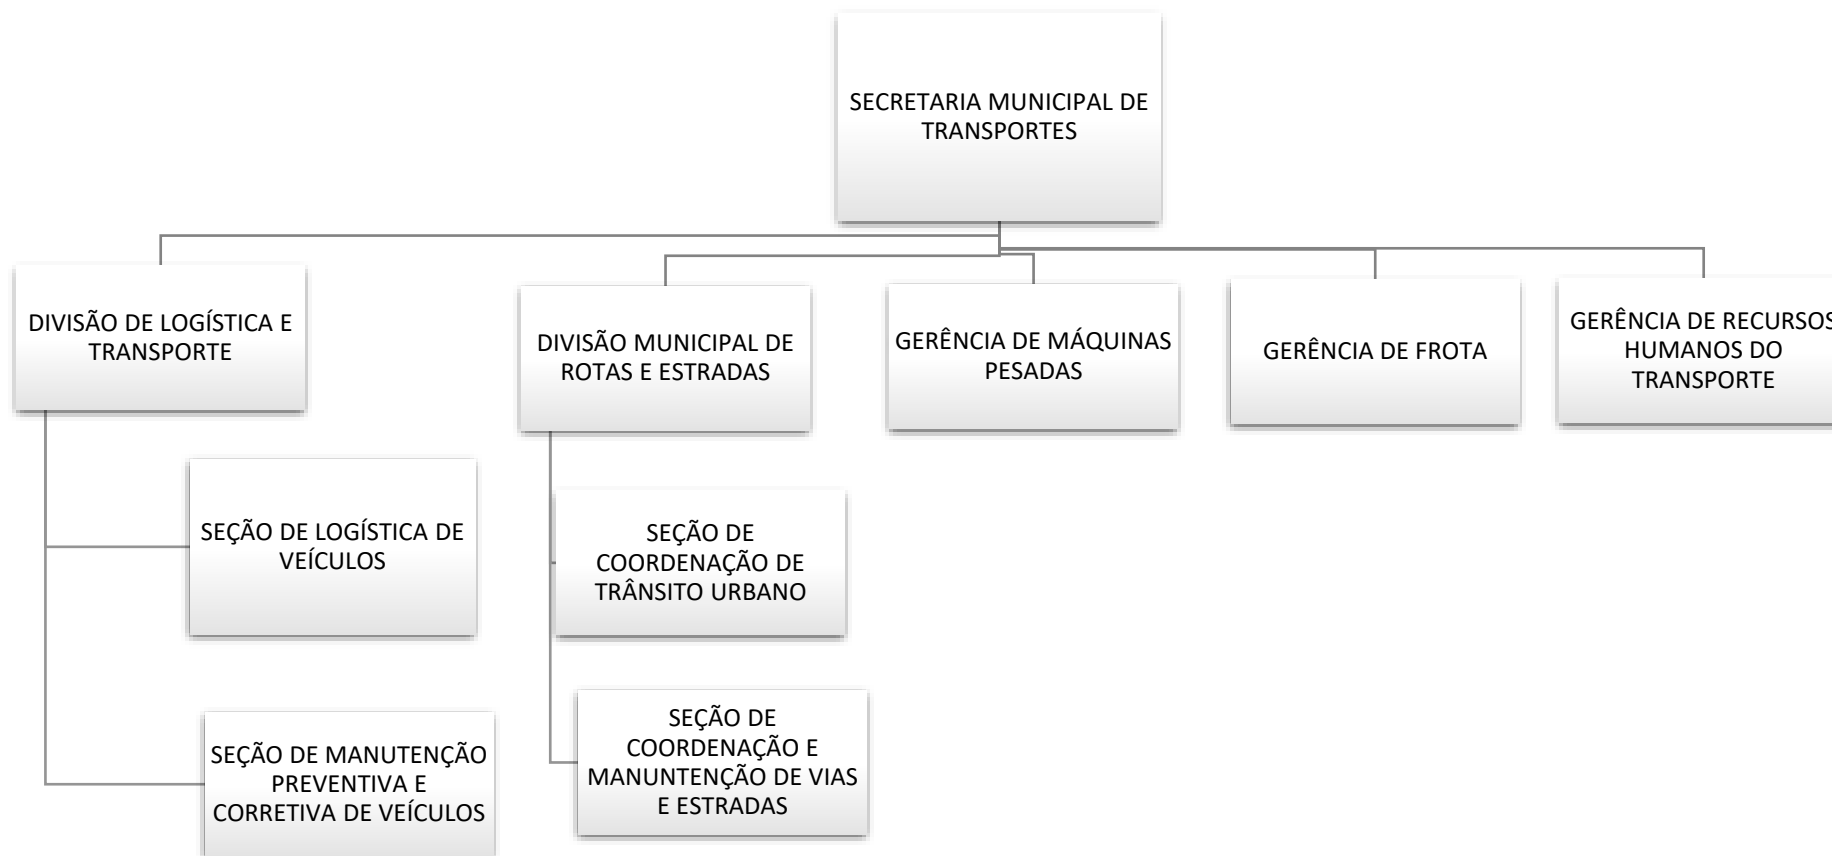 SECRETARIA MUNICIPAL DE
TRANSPORTES
DIVISÃO DE LOGÍSTICA E
TRANSPORTE
DIVISÃO MUNICIPAL DE
ROTAS E ESTRADAS
GERÊNCIA DE MÁQUINAS
PESADAS
GERÊNCIA DE FROTA
GERÊNCIA DE RECURSOS
HUMANOS DO
TRANSPORTE
SEÇÃO DE LOGÍSTICA DE
VEÍCULOS
SEÇÃO DE
COORDENAÇÃO DE
TRÂNSITO URBANO
SEÇÃO DE MANUTENÇÃO
PREVENTIVA E
CORRETIVA DE VEÍCULOS
SEÇÃO DE
COORDENAÇÃO E
MANUNTENÇÃO DE VIAS
E ESTRADAS